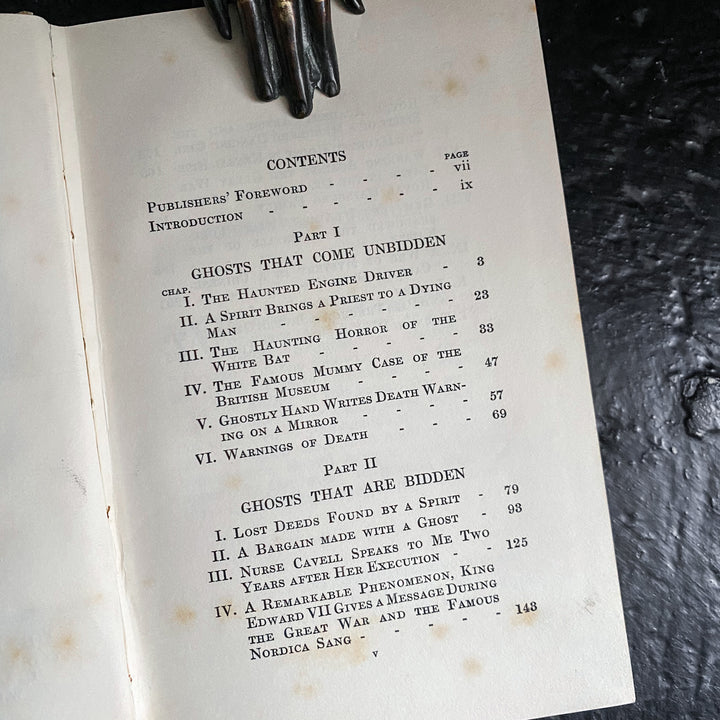 CONTENTS
PAGE
PUBLISHERS' FOREWORD - - - - vii
INTRODUCTION - - - - - ix
PART I
GHOSTS THAT COME UNBIDDEN
CHAP.
I. THE HAUNTED ENGINE DRIVER - 3
II. A SPIRIT BRINGS A PRIEST TO A DYING
MAN - - - - - 23
III. THE HAUNTING HORROR OF THE
WHITE BAT - - - - 33
IV. THE FAMOUS MUMMY CASE OF THE
BRITISH MUSEUM - - - - 47
V. GHOSTLY HAND WRITES DEATH WARN-
ING ON A MIRROR - - - - 57
VI. WARNINGS OF DEATH - - - 69
PART II
GHOSTS THAT ARE BIDDEN
I. LOST DEEDS FOUND BY A SPIRIT - 79
II. A BARGAIN MADE WITH A GHOST - 93
III. NURSE CAVELL SPEAKS TO ME TWO
YEARS AFTER HER EXECUTION - - 125
IV. A REMARKABLE PHENOMENON, KING
EDWARD VII GIVES A MESSAGE DURING
THE GREAT WAR AND THE FAMOUS
NORDICA SANG - - - - - 143
v